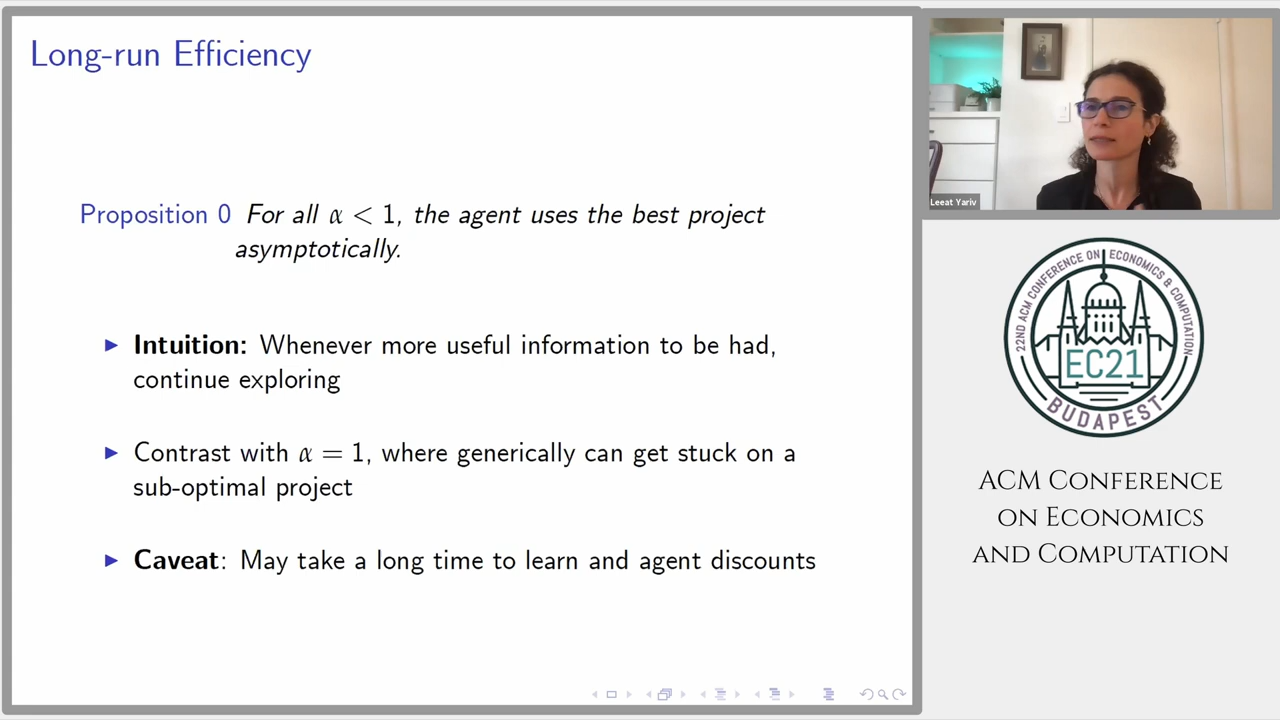 Long-run Efficiency
Proposition 0 For all α < 1, the agent uses the best project
asymptotically.
Intuition: Whenever more useful information to be had,
continue exploring
Contrast with α = 1, where generically can get stuck on a
sub-optimal project
Caveat: May take a long time to learn and agent discounts
Leeat Yariv
22ND ACM CONFERENCE ON ECONOMICS & COMPUTATION
EC21
BUDAPEST
ACM Conference
on Economics
and Computation